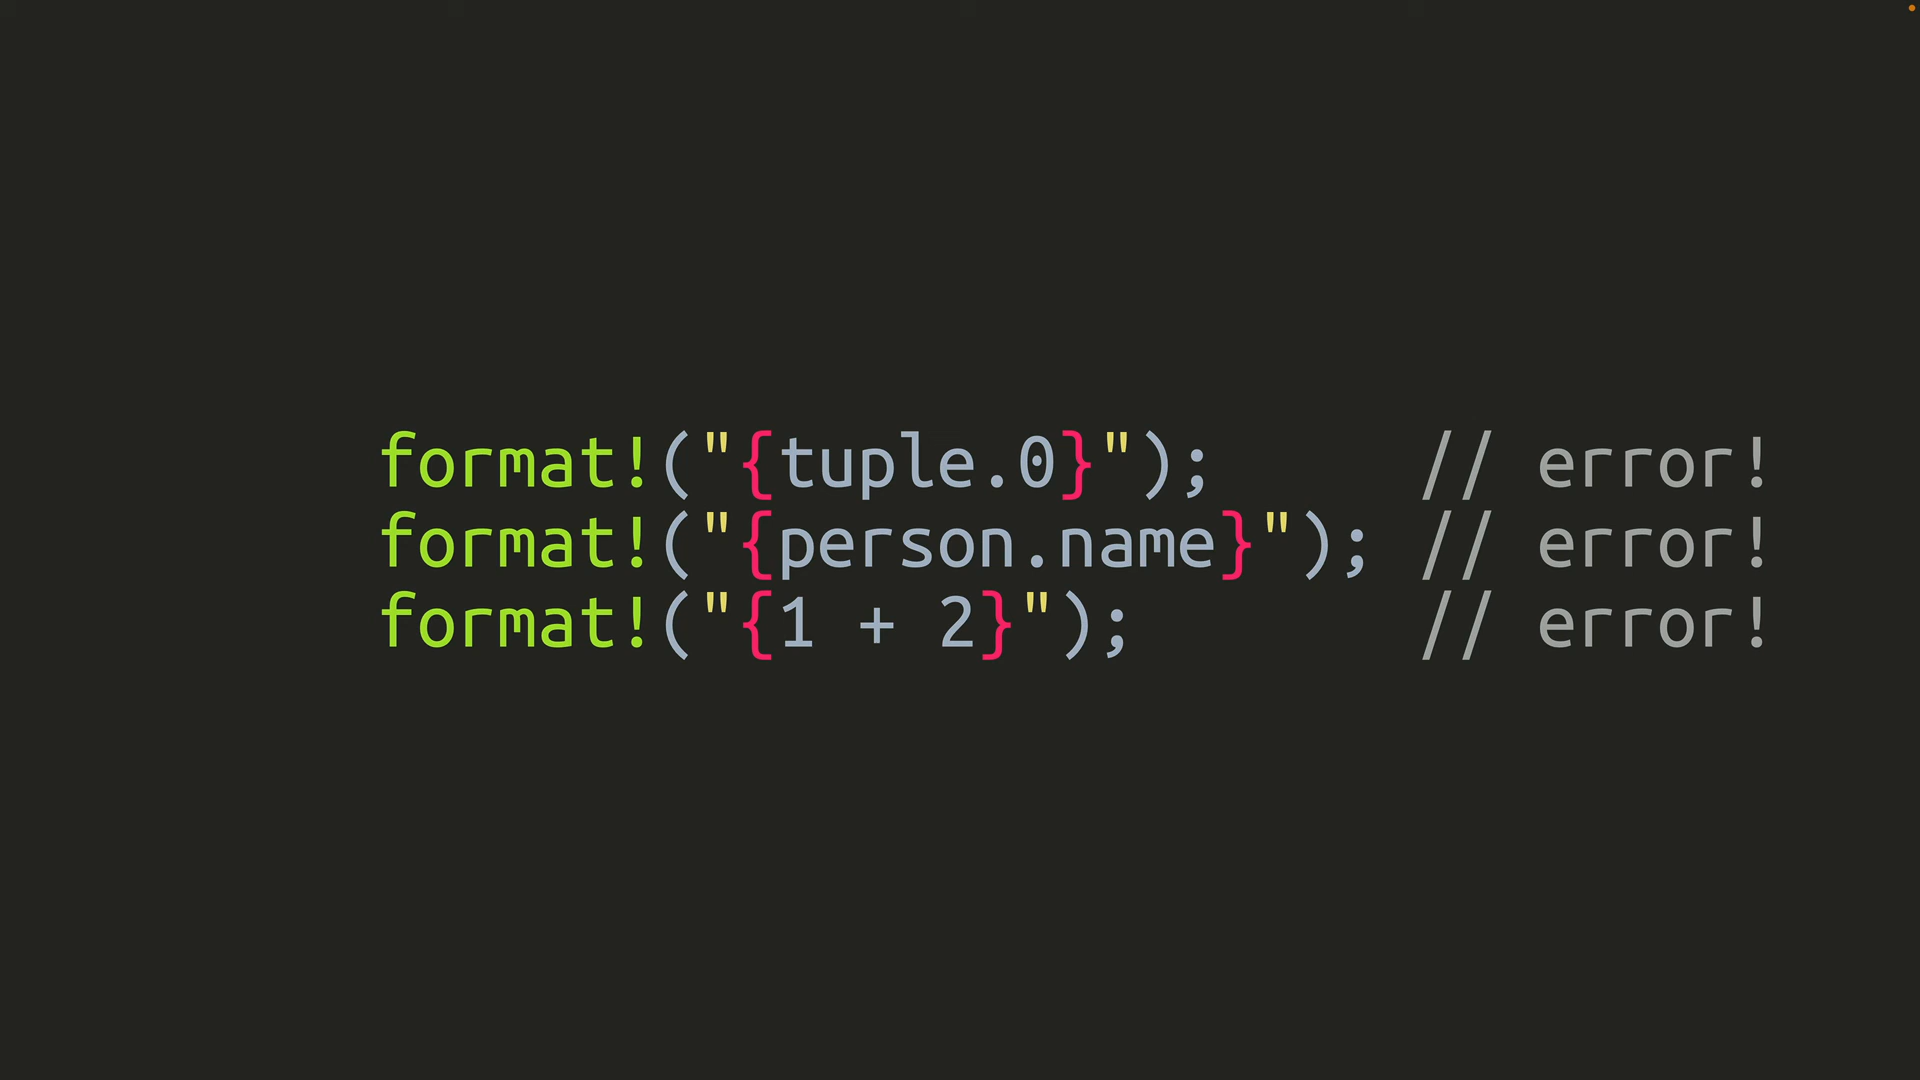 format!("{tuple.0}");      // error!
format!("{person.name}");  // error!
format!("{1 + 2}");        // error!